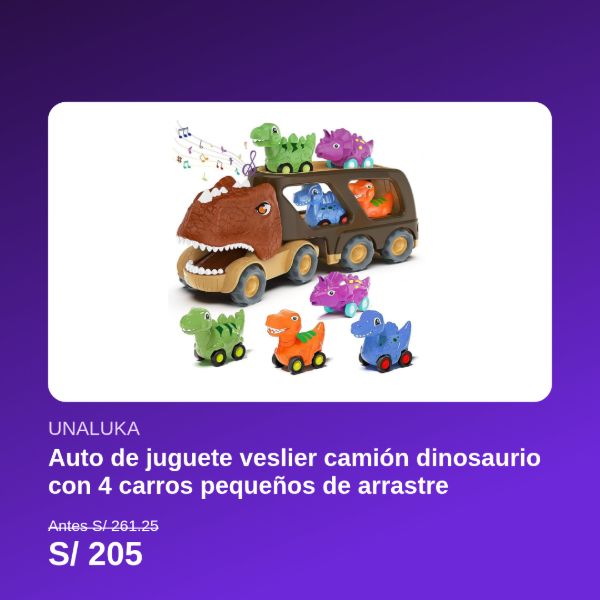 UNALUKA
Auto de juguete veslier camión dinosaurio
con 4 carros pequeños de arrastre
Antes S/ 261.25
S/ 205